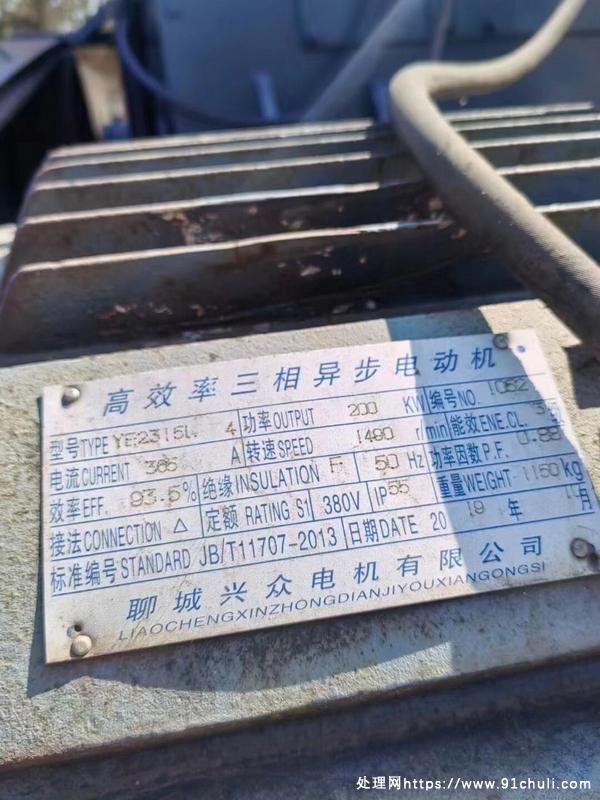 高效率三相异步电动机
型号TYPE YE2315L 4 功率OUTPUT 200 KW 编号NO. 1052
电流CURRENT 365 A 转速SPEED 1490 r/min 能效ENE.CL. 3
效率EFF. 93.5% 绝缘INSULATION F 50 Hz 功率因数P.F. 0.88
接法CONNECTION △ 定额RATING S1 380V IP55 重量WEIGHT 1150kg
标准编号STANDARD JB/T11707-2013 日期DATE 2019年10月
聊城兴众电机有限公司
LIAOCHENGXINZHONGDIANJIYOUXIANGONGSI
处理网https://www.91chuli.com